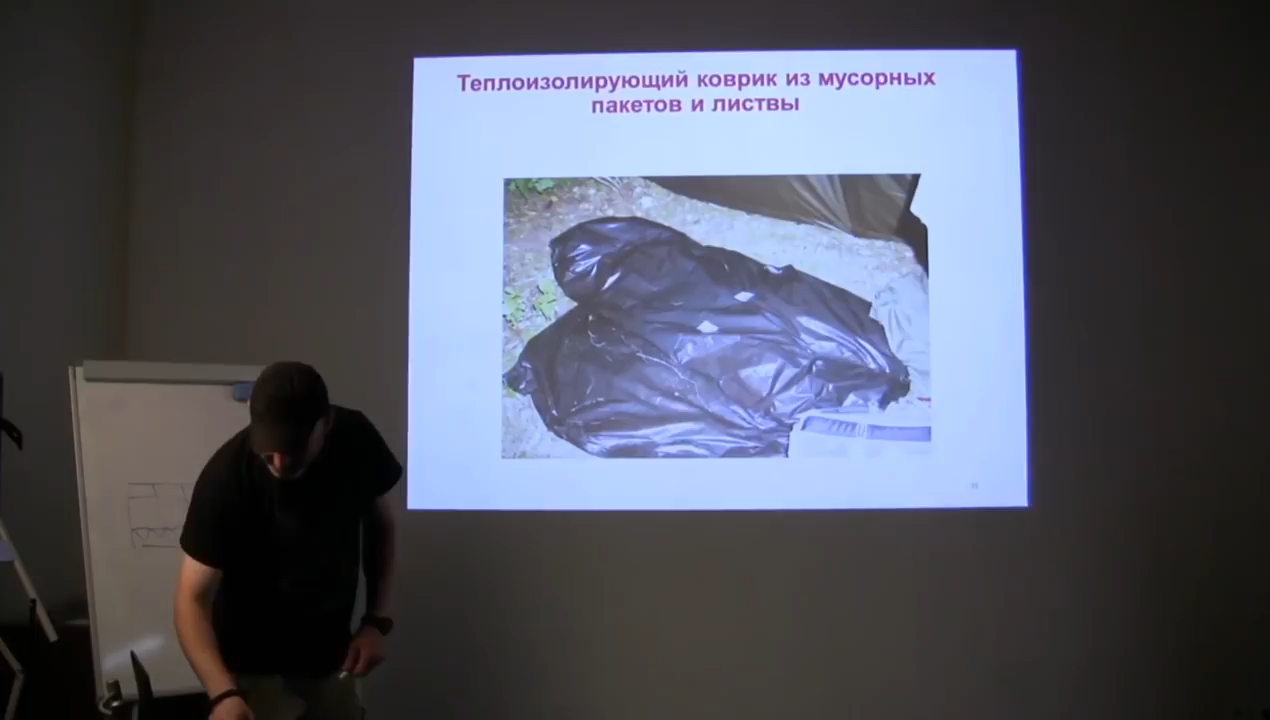 Теплоизолирующий коврик из мусорных
пакетов и листвы